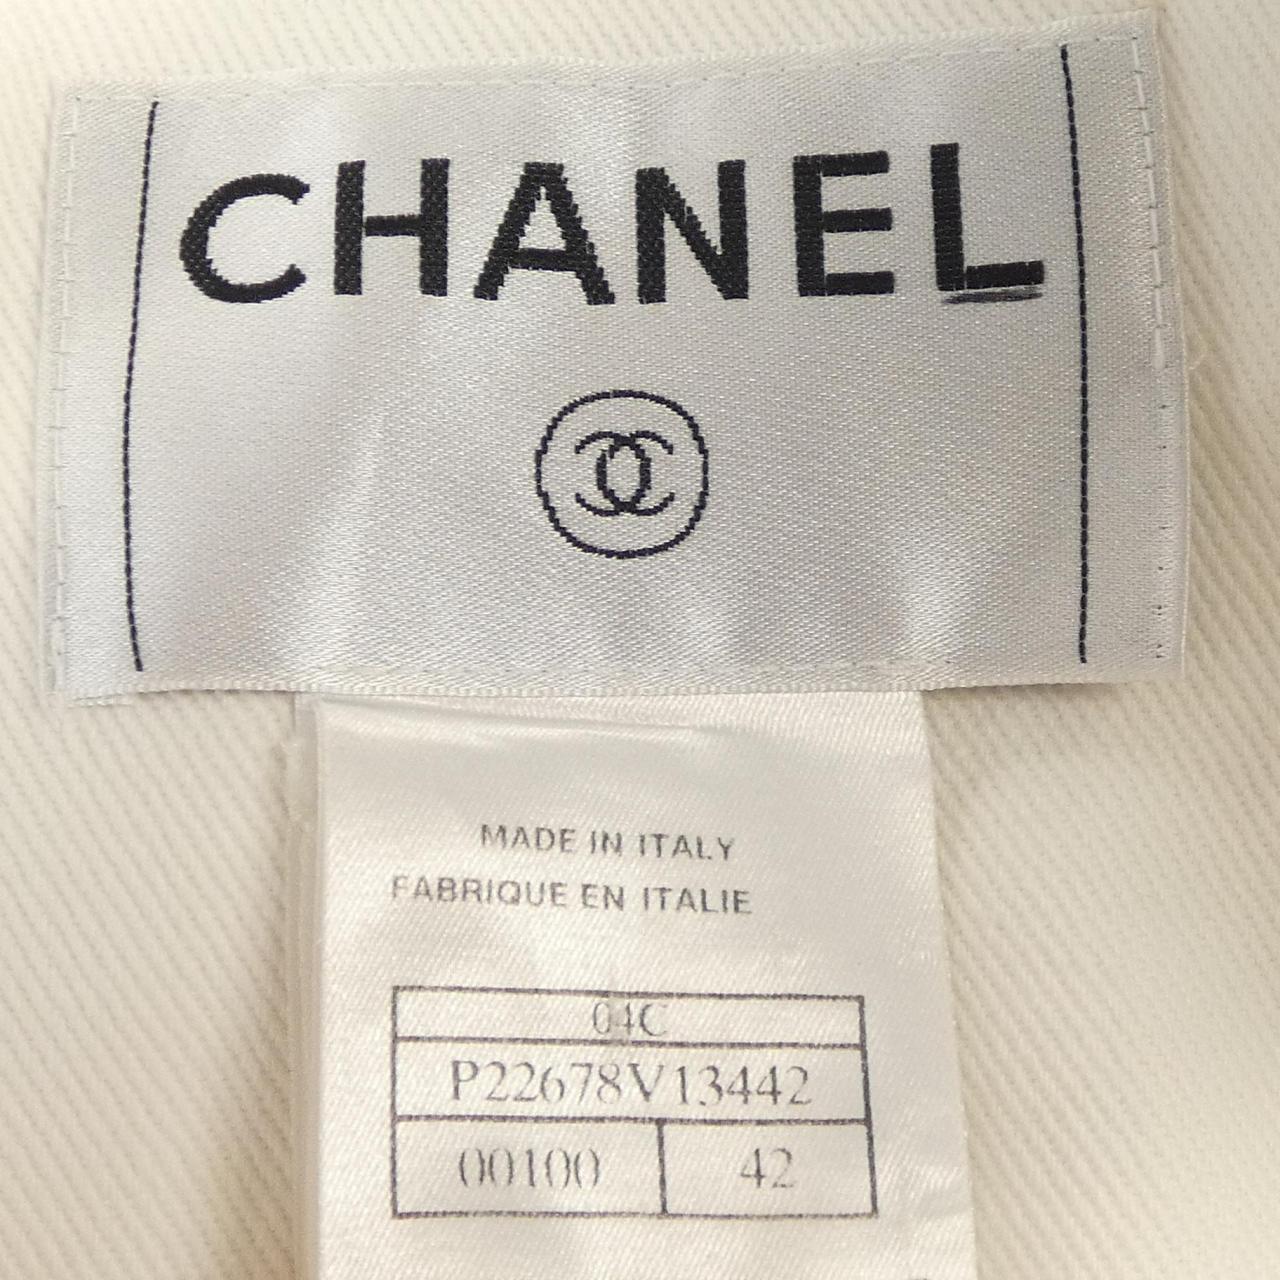 CHANEL
MADE IN ITALY
FABRIQUE EN ITALIE
04C
P22678V13442
00100 42